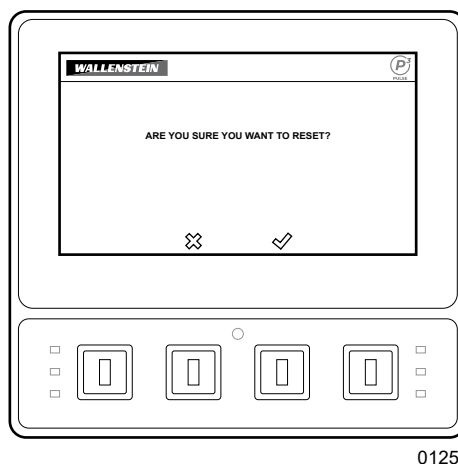 WALLENSTEIN
P3
PULSE
ARE YOU SURE YOU WANT TO RESET?
0125